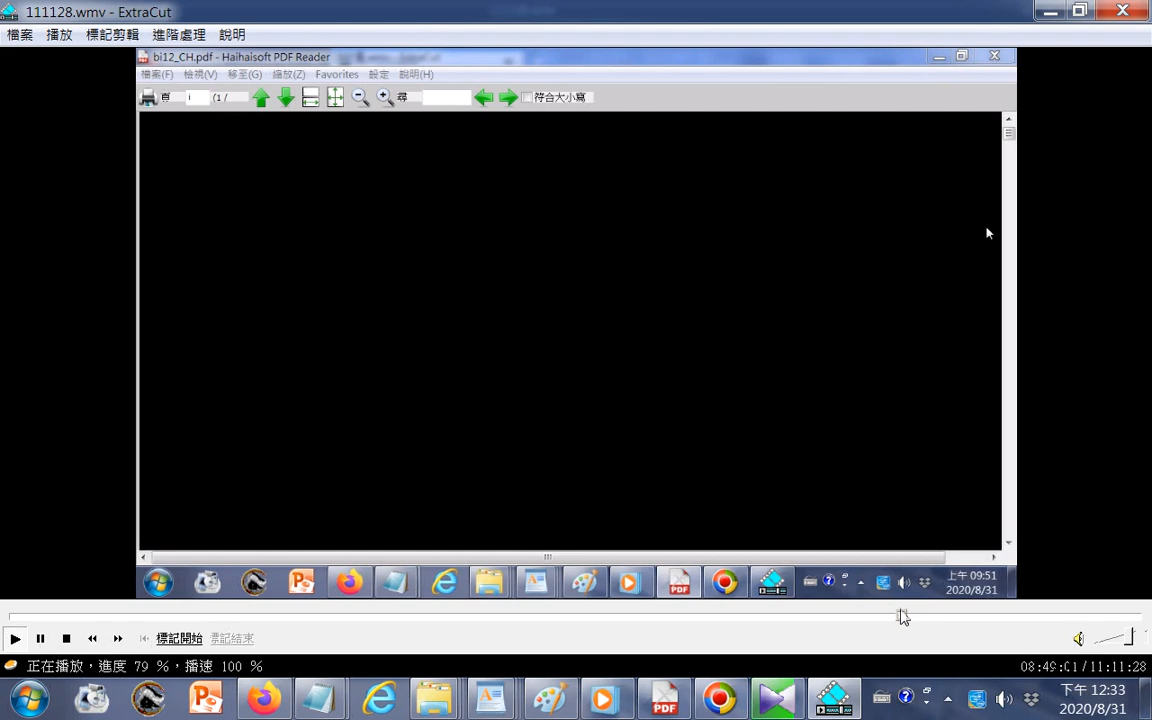 111128.wmv - ExtraCut
檔案 播放 標記剪輯 進階處理 說明
bi12_CH.pdf - Haihaisoft PDF Reader
檔案(F) 檢視(V) 移至(G) 縮放(Z) Favorites 設定 說明(H)
頁 i (1 / 尋 符合大小寫
PDF
上午 09:51
2020/8/31
標記開始 標記結束
正在播放，進度 79 %，播速 100 %
08:49:01 / 11:11:28
PDF
下午 12:33
2020/8/31